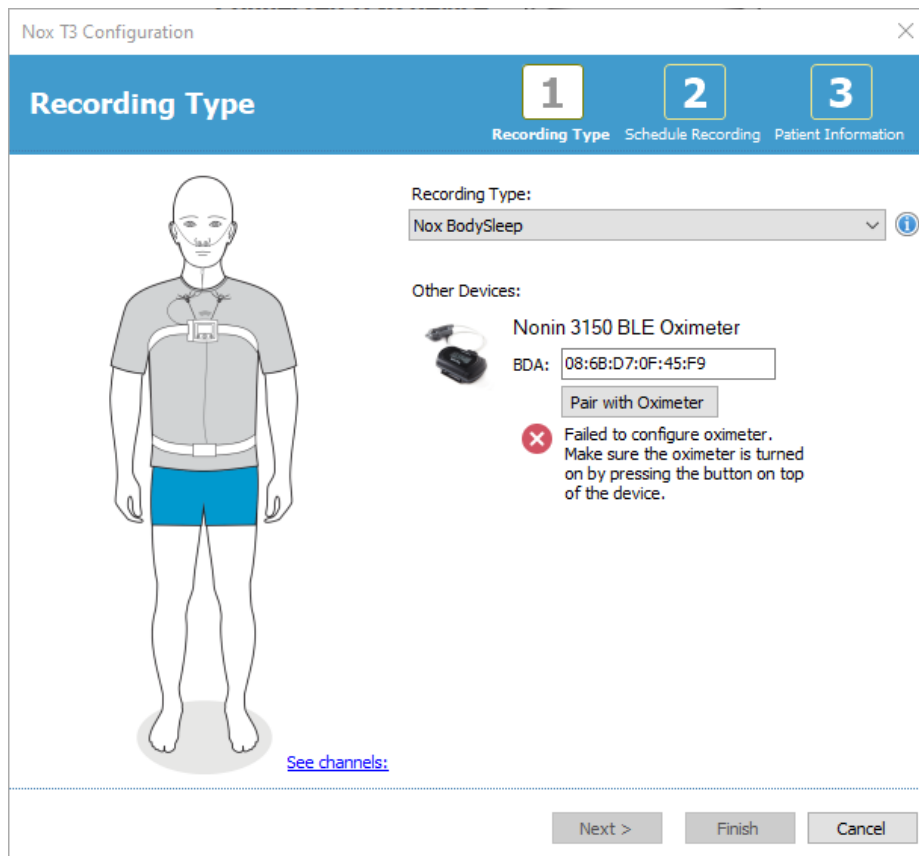 Nox T3 Configuration
Recording Type
1
2
3
Recording Type
Schedule Recording
Patient Information
Recording Type:
Nox BodySleep
Other Devices:
Nonin 3150 BLE Oximeter
BDA: 08:6B:D7:0F:45:F9
Pair with Oximeter
Failed to configure oximeter.
Make sure the oximeter is turned
on by pressing the button on top
of the device.
See channels:
Next >
Finish
Cancel